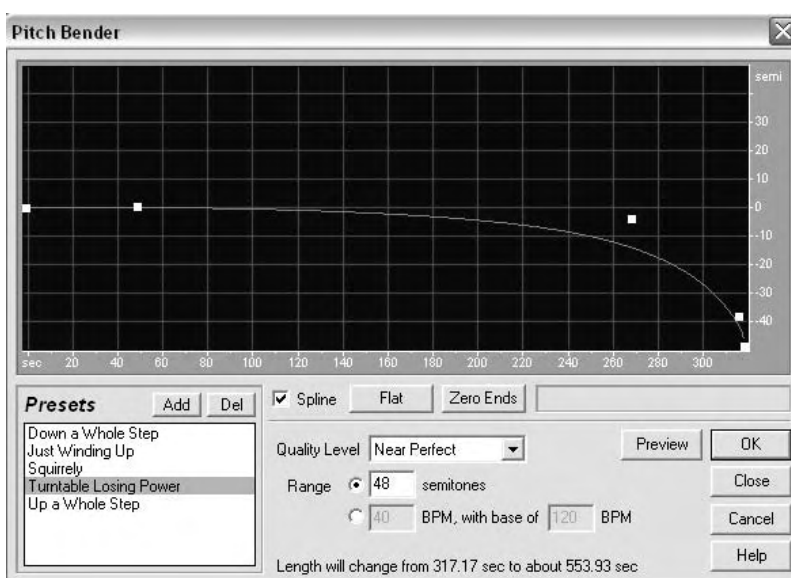 Pitch Bender
semi
30
20
10
0
-10
-20
-30
-40
sec 20 40 60 80 100 120 140 160 180 200 220 240 260 280 300
Presets Add Del
Down a Whole Step
Just Winding Up
Squirrely
Turntable Losing Power
Up a Whole Step
Spline Flat Zero Ends
Quality Level Near Perfect Preview OK
Range 48 semitones Close
40 BPM, with base of 120 BPM Cancel
Length will change from 317.17 sec to about 553.93 sec Help